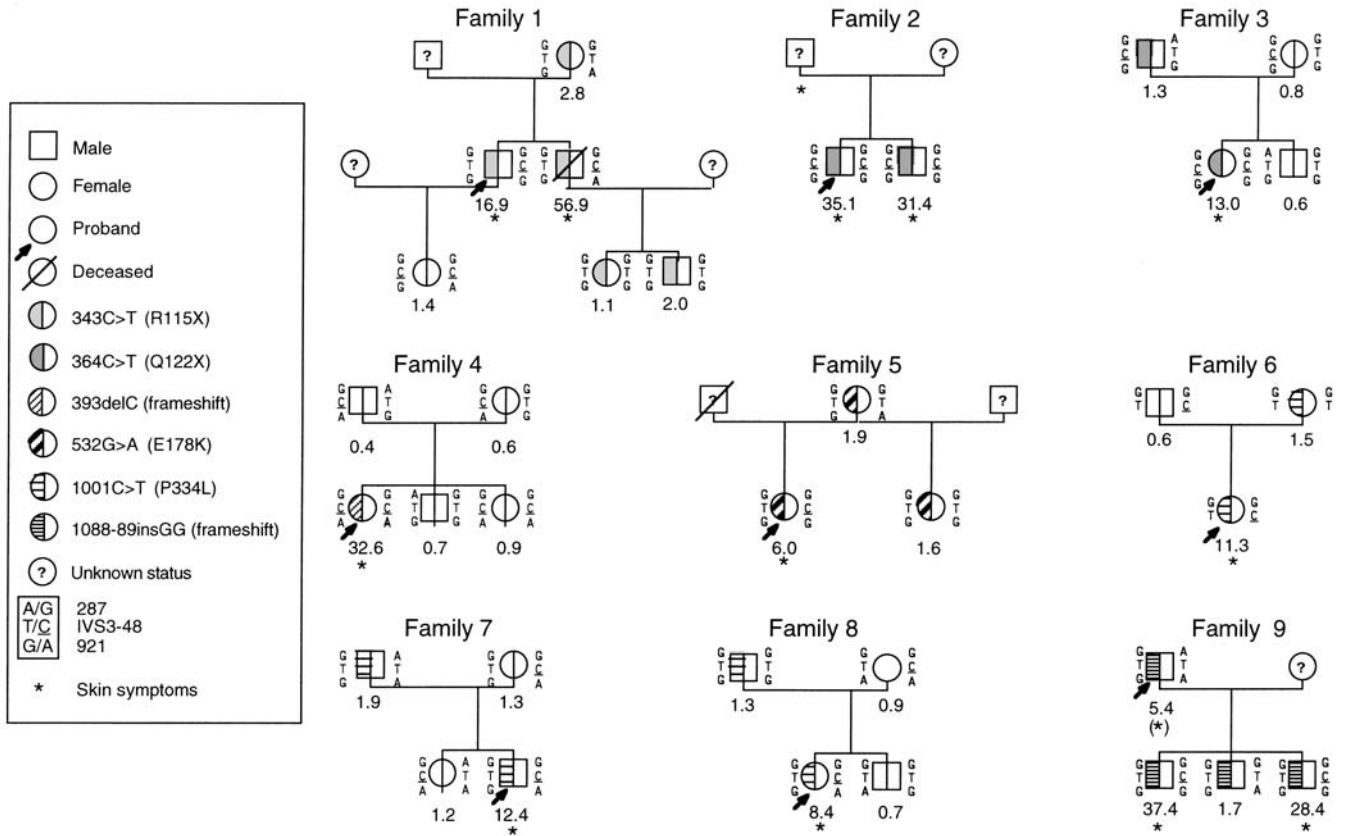 Male
Female
Proband
Deceased
343C>T (R115X)
364C>T (Q122X)
393delC (frameshift)
532G>A (E178K)
1001C>T (P334L)
1088-89insGG (frameshift)
? Unknown status
A/G 287
T/C IVS3-48
G/A 921
* Skin symptoms
Family 1
? G G
T T
G A
2.8
? G G G G ?
T C T C
G G G A
16.9 56.9
* *
G G G G G G
C C T T T T
G A G G G G
1.4 1.1 2.0
Family 2
? ?
*
G G G G
C C C C
G G G G
35.1 31.4
* *
Family 3
G A G G
C T C T
G G G G
1.3 0.8
G G A G
C C T T
G G G G
13.0 0.6
*
Family 4
G A G G
C T C T
A G A G
0.4 0.6
G G A G G G
C C T T C C
A A G G A A
32.6 0.7 0.9
*
Family 5
? G G ?
T T
G A
1.9
G G G G
T C T T
G G G G
6.0 1.6
*
Family 6
G G G G
T C T T
0.6 1.5
G G
T C
11.3
*
Family 7
G A G G
T T T C
G A G A
1.9 1.3
G A G G
C T T C
A A G A
1.2 12.4
*
Family 8
G G G G
T T T C
G G A A
1.3 0.9
G G G G
T C T T
G A A G
8.4 0.7
*
Family 9
G A ?
T T
G A
5.4
(*)
G G G G G G
T C T T T C
G G G A G G
37.4 1.7 28.4
* *